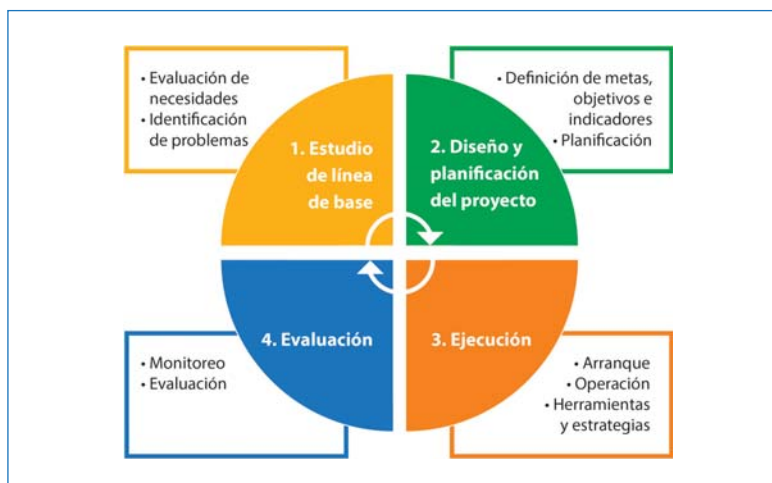 • Evaluación de
necesidades
• Identificación
de problemas
1. Estudio
de línea
de base
• Definición de metas,
objetivos e
indicadores
• Planificación
2. Diseño y
planificación
del proyecto
4. Evaluación
• Monitoreo
• Evaluación
3. Ejecución
• Arranque
• Operación
• Herramientas
y estrategias